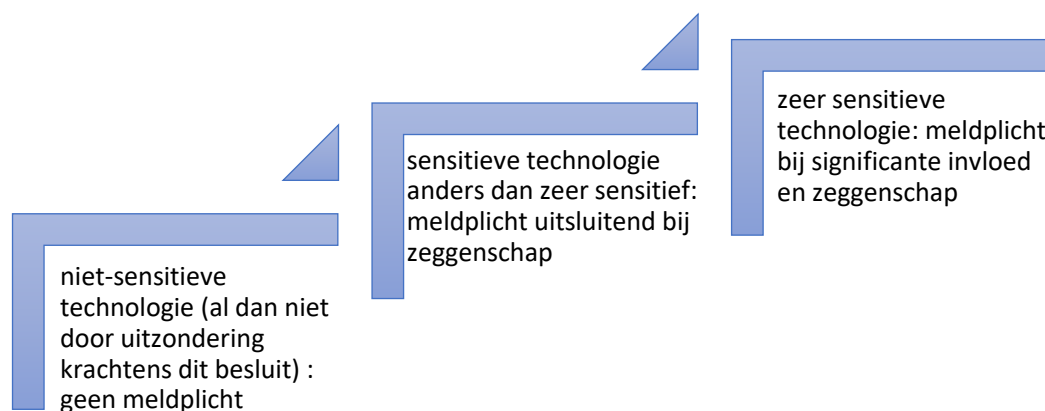 niet-sensitieve
technologie (al dan niet
door uitzondering
krachtens dit besluit) :
geen meldplicht
sensitieve technologie
anders dan zeer sensitief:
meldplicht uitsluitend bij
zeggenschap
zeer sensitieve
technologie: meldplicht
bij significante invloed
en zeggenschap